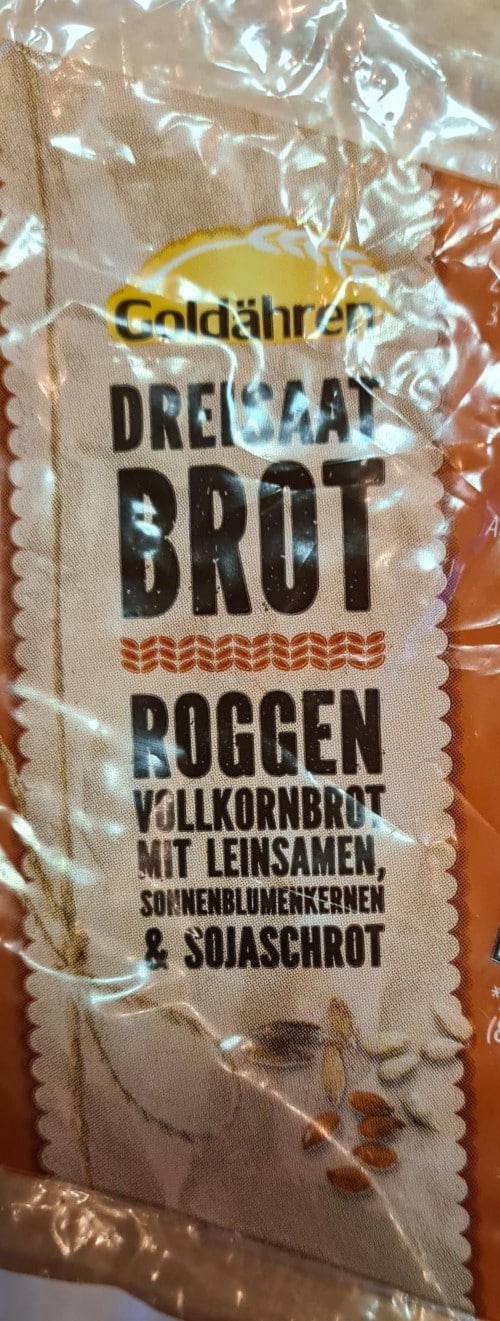 Goldähren
DREISAAT
BROT
ROGGEN
VOLLKORNBROT
MIT LEINSAMEN,
SONNENBLUMENKERNEN
& SOJASCHROT